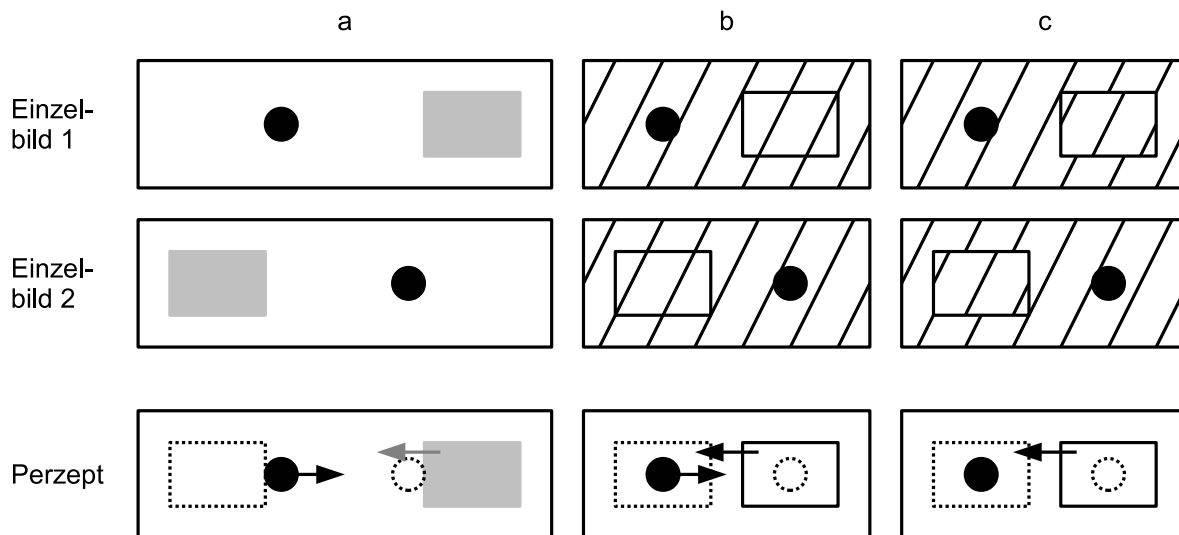 a
b
c
Einzel-
bild 1
Einzel-
bild 2
Perzept